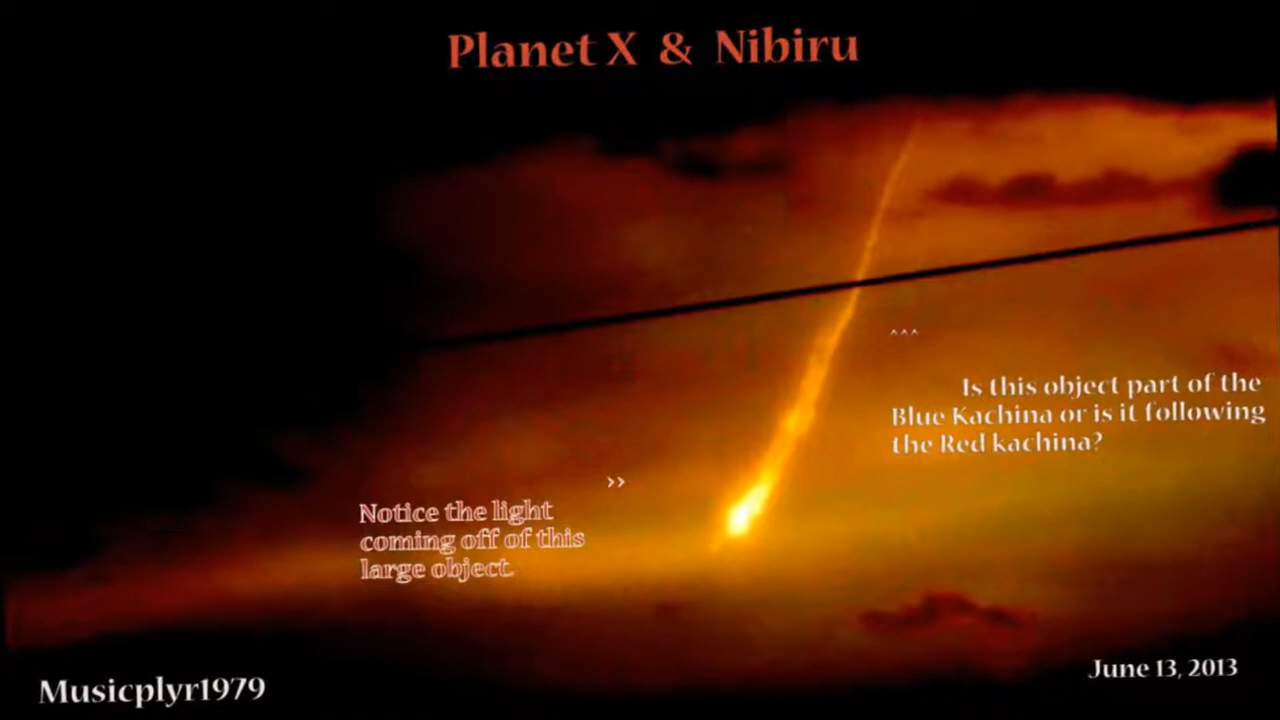 Planet X & Nibiru
^^^
Is this object part of the
Blue Kachina or is it following
the Red kachina?
>>
Notice the light
coming off of this
large object.
Musicplyr1979
June 13, 2013